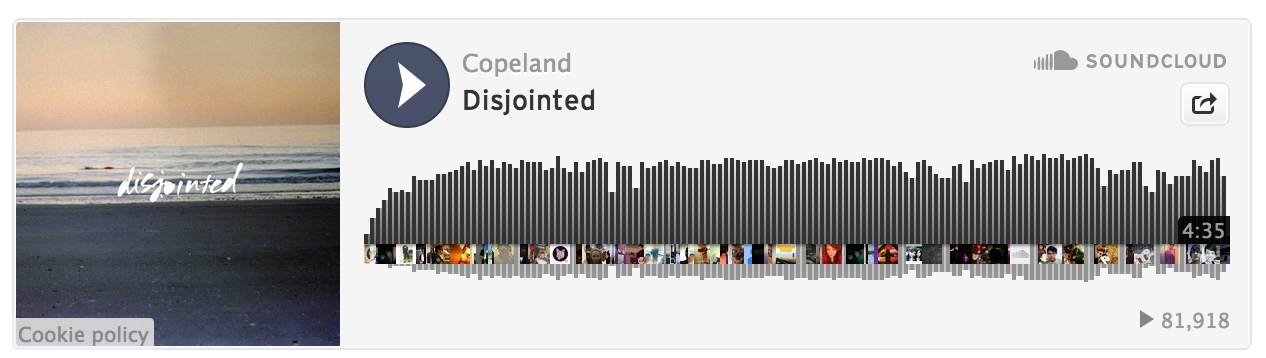 Copeland
Disjointed
SOUNDCLOUD
disjointed
4:35
Cookie policy
81,918